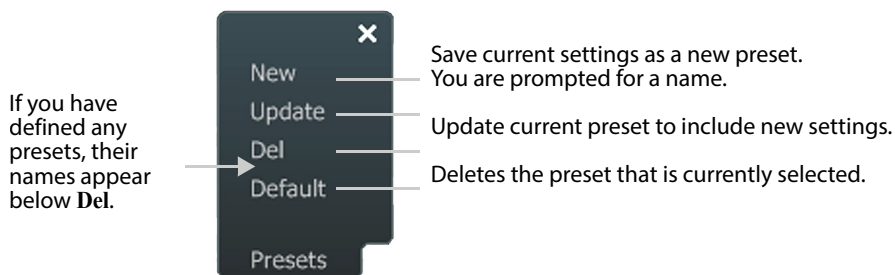 If you have
defined any
presets, their
names appear
below Del.
New
Update
Del
Default
Presets
Save current settings as a new preset.
You are prompted for a name.
Update current preset to include new settings.
Deletes the preset that is currently selected.